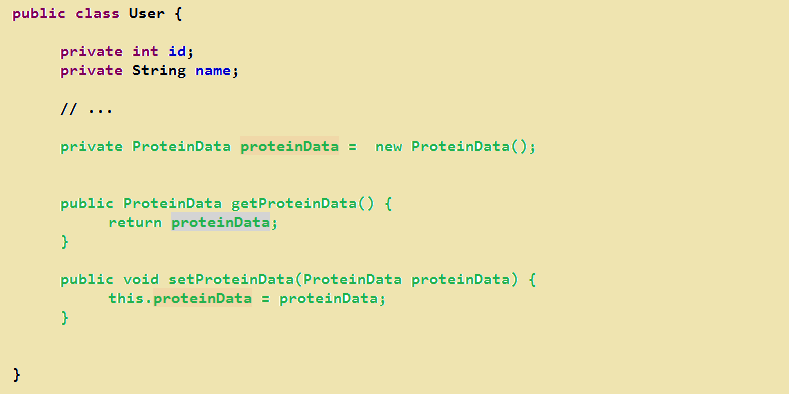 public class User {
private int id;
private String name;
// ...
private ProteinData proteinData =  new ProteinData();
public ProteinData getProteinData() {
return proteinData;
}
public void setProteinData(ProteinData proteinData) {
this.proteinData = proteinData;
}
}